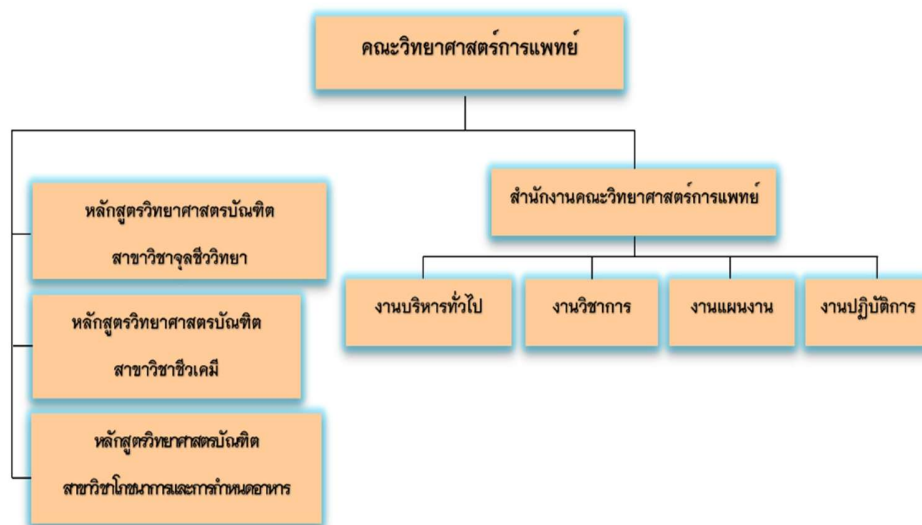 คณะวิทยาศาสตร์การแพทย์
หลักสูตรวิทยาศาสตรบัณฑิต
สาขาวิชาจุลชีววิทยา
หลักสูตรวิทยาศาสตรบัณฑิต
สาขาวิชาชีวเคมี
หลักสูตรวิทยาศาสตรบัณฑิต
สาขาวิชาโภชนาการและการกำหนดอาหาร
สำนักงานคณะวิทยาศาสตร์การแพทย์
งานบริหารทั่วไป
งานวิชาการ
งานแผนงาน
งานปฏิบัติการ